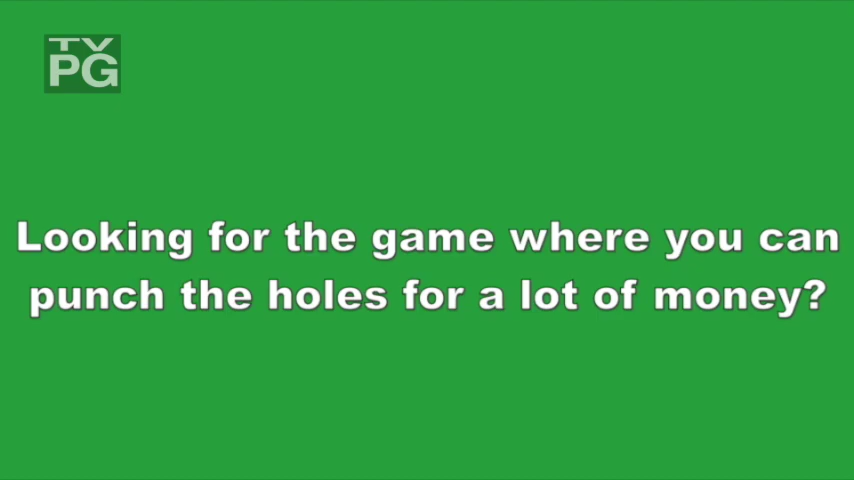 TV
PG
Looking for the game where you can
punch the holes for a lot of money?